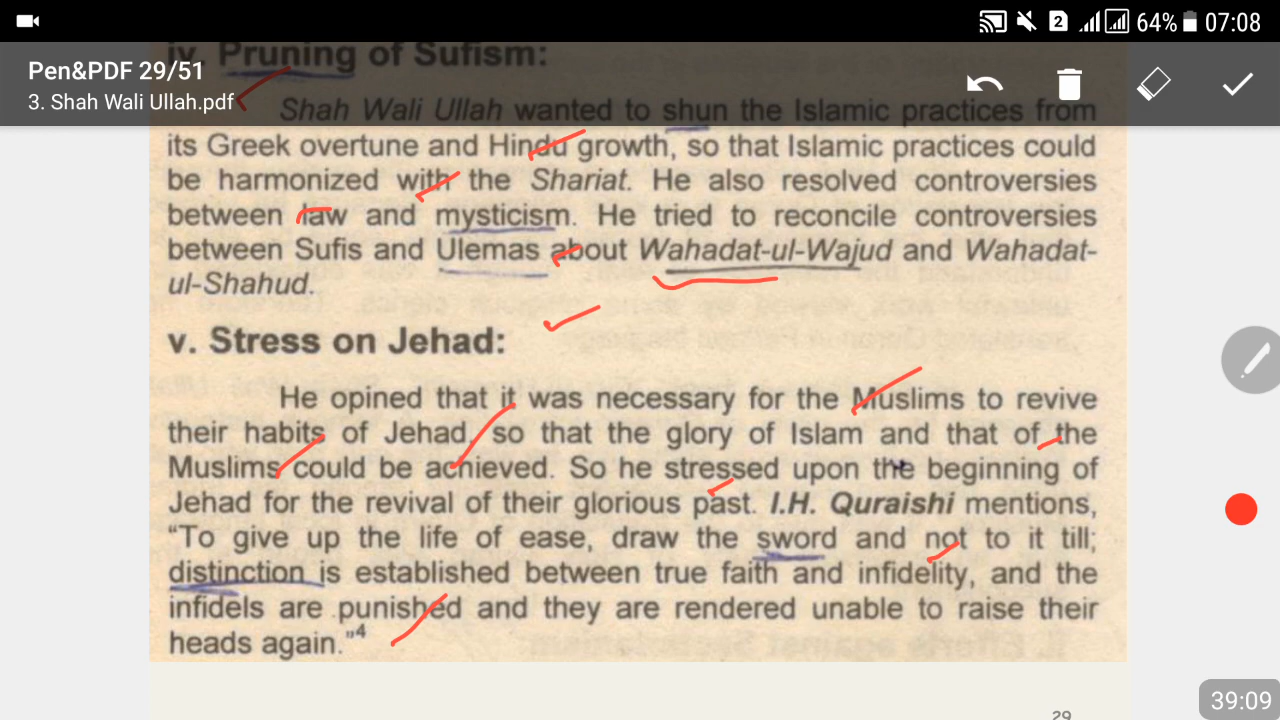 2 64% 07:08
Pen&PDF 29/51
3. Shah Wali Ullah.pdf
iv. Pruning of Sufism:
Shah Wali Ullah wanted to shun the Islamic practices from
its Greek overtune and Hindu growth, so that Islamic practices could
be harmonized with the Shariat. He also resolved controversies
between law and mysticism. He tried to reconcile controversies
between Sufis and Ulemas about Wahadat-ul-Wajud and Wahadat-
ul-Shahud.
v. Stress on Jehad:
He opined that it was necessary for the Muslims to revive
their habits of Jehad, so that the glory of Islam and that of the
Muslims could be achieved. So he stressed upon the beginning of
Jehad for the revival of their glorious past. I.H. Quraishi mentions,
“To give up the life of ease, draw the sword and not to it till;
distinction is established between true faith and infidelity, and the
infidels are punished and they are rendered unable to raise their
heads again.”4
29
39:09